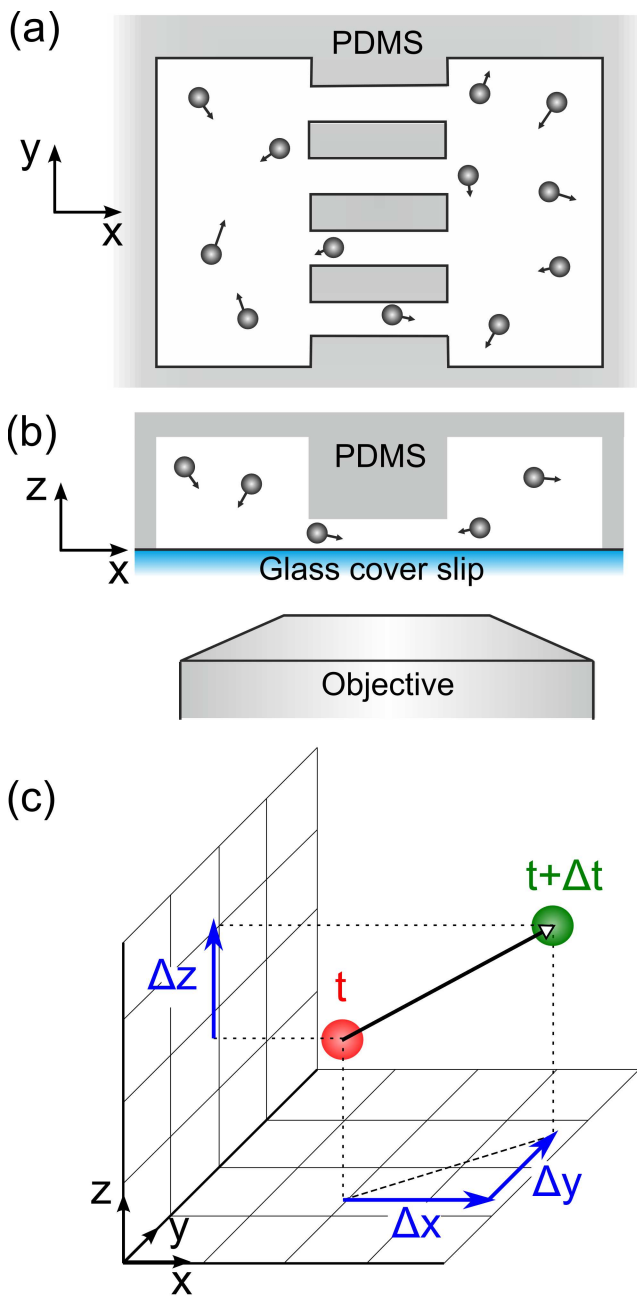 (a)
PDMS
y
x
(b)
PDMS
z
x
Glass cover slip
Objective
(c)
t+Δt
Δz
t
Δy
Δx
z
y
x